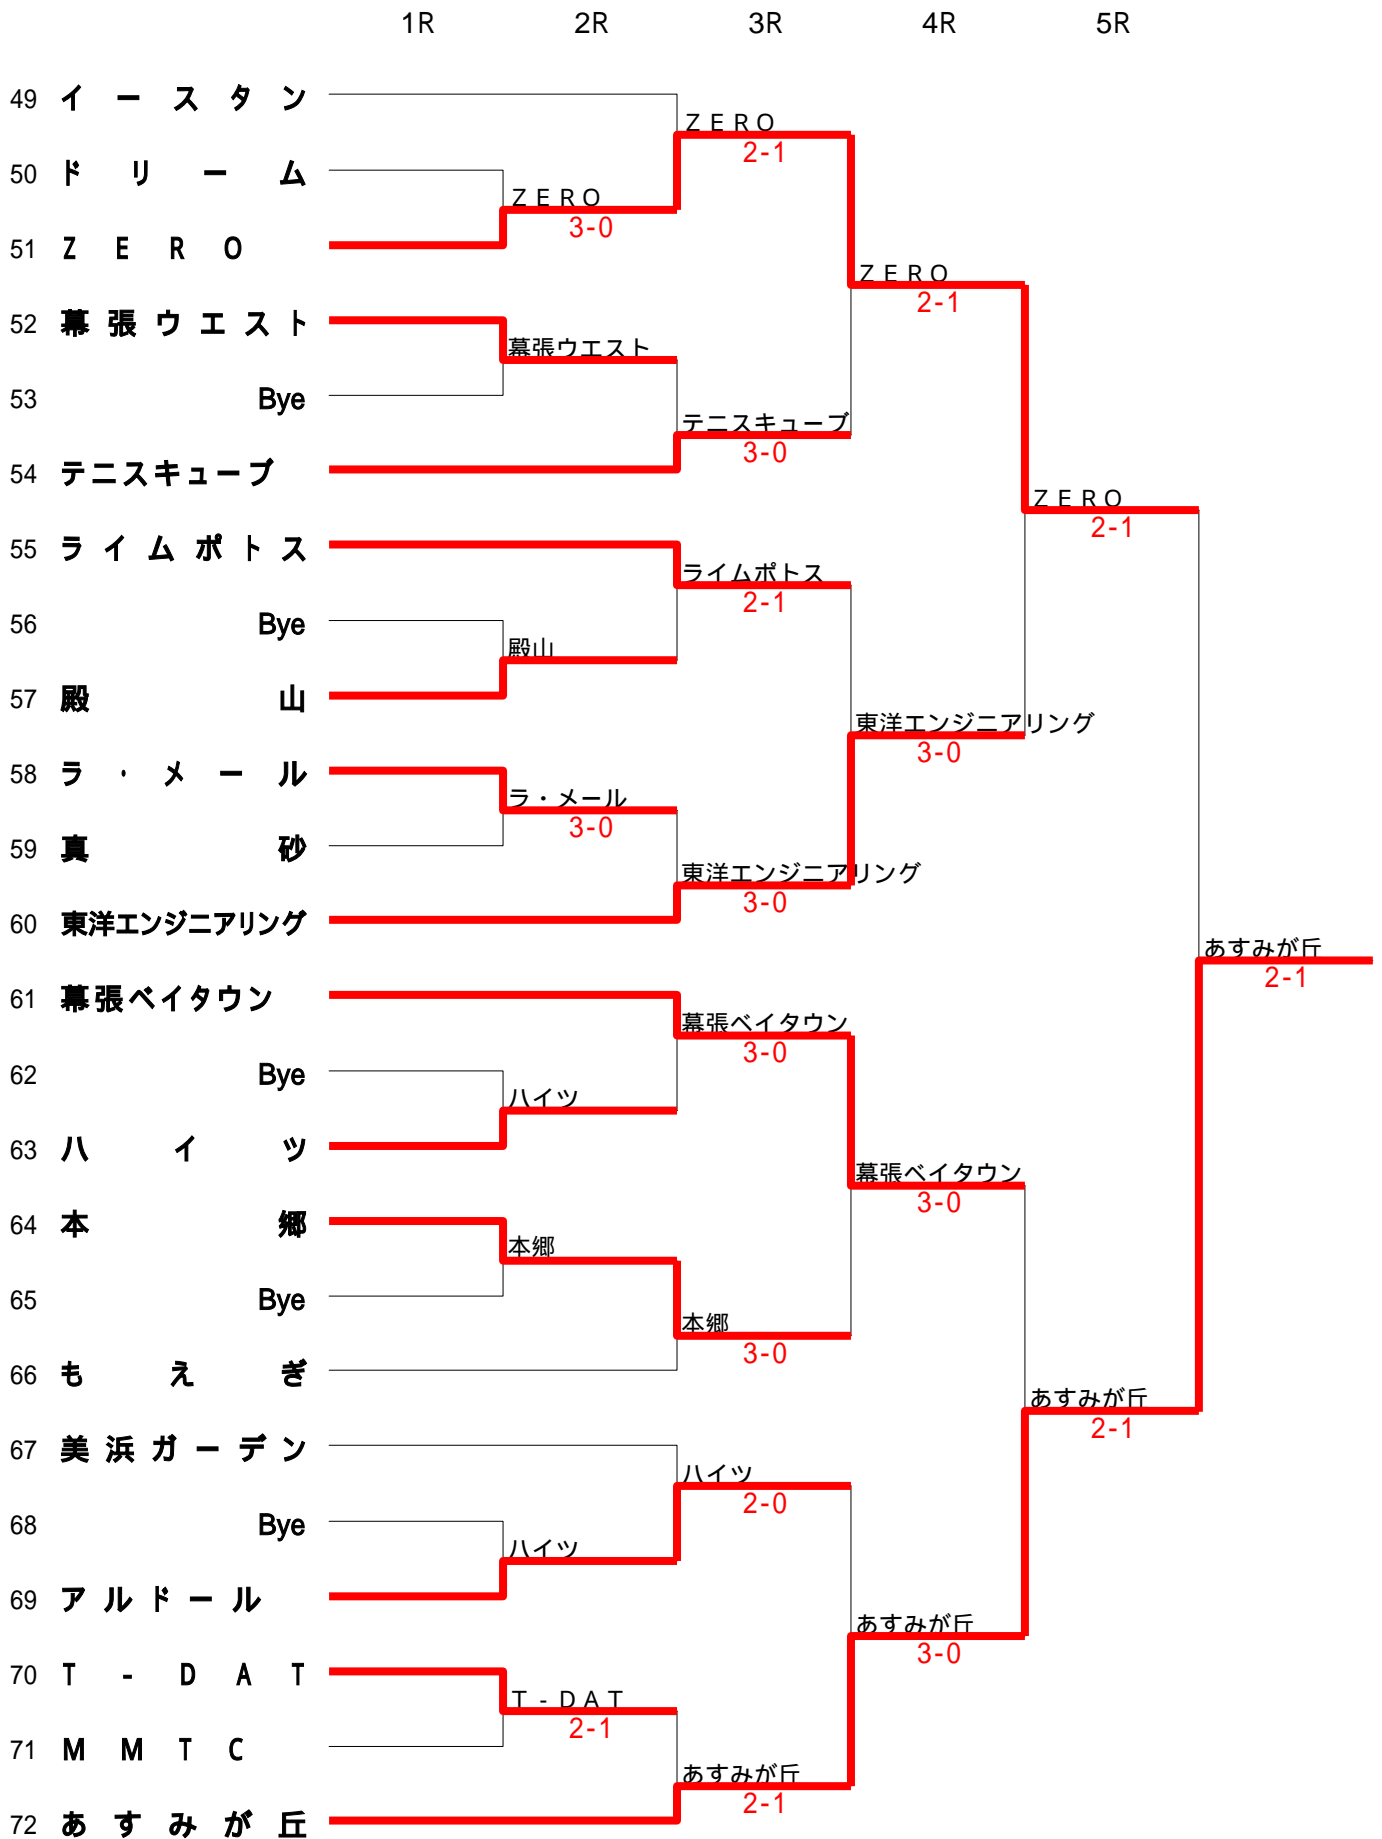 1R 2R 3R 4R 5R
49 イースタン
ZERO
2-1
50 ドリーム
ZERO
3-0
51 ZERO
ZERO
2-1
52 幕張ウエスト
幕張ウエスト
53 Bye
テニスキューブ
3-0
54 テニスキューブ
ZERO
2-1
55 ライムポトス
ライムポトス
2-1
56 Bye
殿山
57 殿山
東洋エンジニアリング
3-0
58 ラ・メール
ラ・メール
3-0
59 真砂
東洋エンジニアリング
3-0
60 東洋エンジニアリング
あすみが丘
2-1
61 幕張ベイタウン
幕張ベイタウン
3-0
62 Bye
ハイツ
63 ハイツ
幕張ベイタウン
3-0
64 本郷
本郷
65 Bye
本郷
3-0
66 もえぎ
あすみが丘
2-1
67 美浜ガーデン
ハイツ
2-0
68 Bye
ハイツ
69 アルドール
あすみが丘
3-0
70 T-DAT
T-DAT
2-1
71 MMTC
あすみが丘
2-1
72 あすみが丘